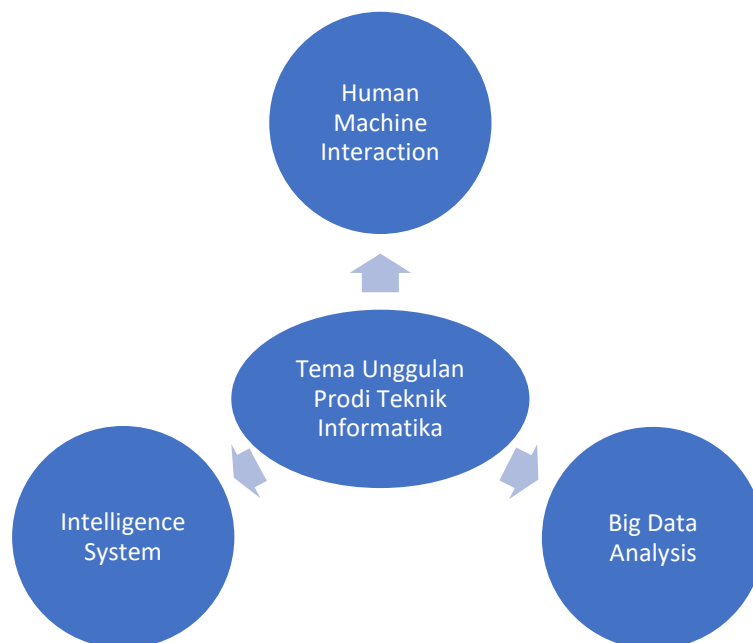 Human
Machine
Interaction
Tema Unggulan
Prodi Teknik
Informatika
Intelligence
System
Big Data
Analysis